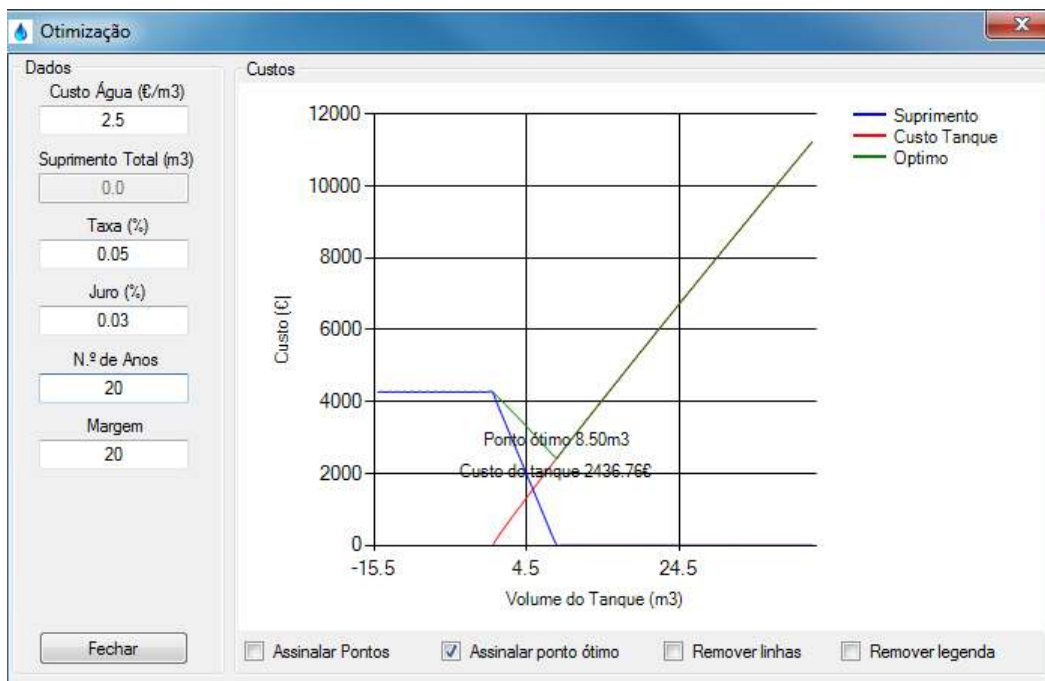 Otimização
Dados
Custo Água (€/m3)
2.5
Suprimento Total (m3)
0.0
Taxa (%)
0.05
Juro (%)
0.03
N.º de Anos
20
Margem
20
Fechar
Custos
12000
10000
8000
6000
4000
2000
0
Custo [€]
-15.5 4.5 24.5
Volume do Tanque (m3)
Ponto ótimo 8.50m3
Custo do tanque 2436.76€
Suprimento
Custo Tanque
Optimo
Assinalar Pontos Assinalar ponto ótimo Remover linhas Remover legenda